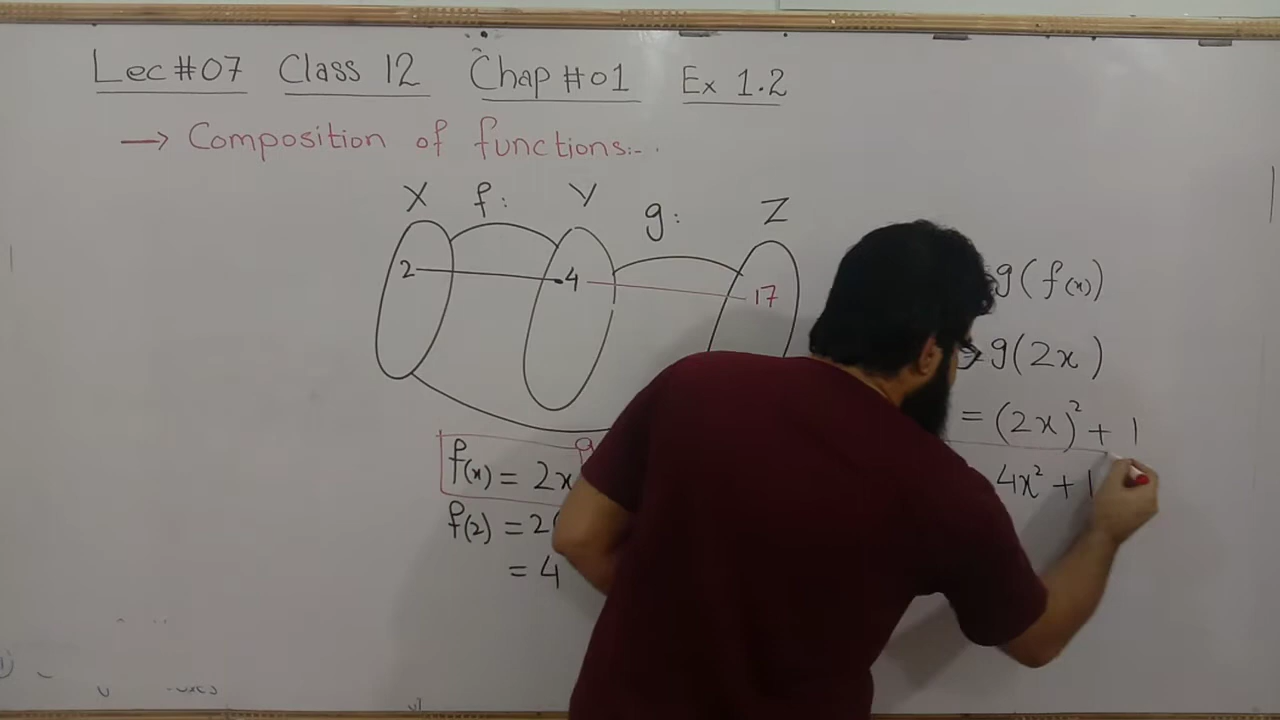 Lec#07 Class 12 Chap#01 Ex 1.2
→ Composition of functions:-
X f: Y g: Z
2 4 17
g(f(x))
g(2x)
= (2x)² + 1
4x² + 1
f(x) = 2x
f(2) = 2(
= 4